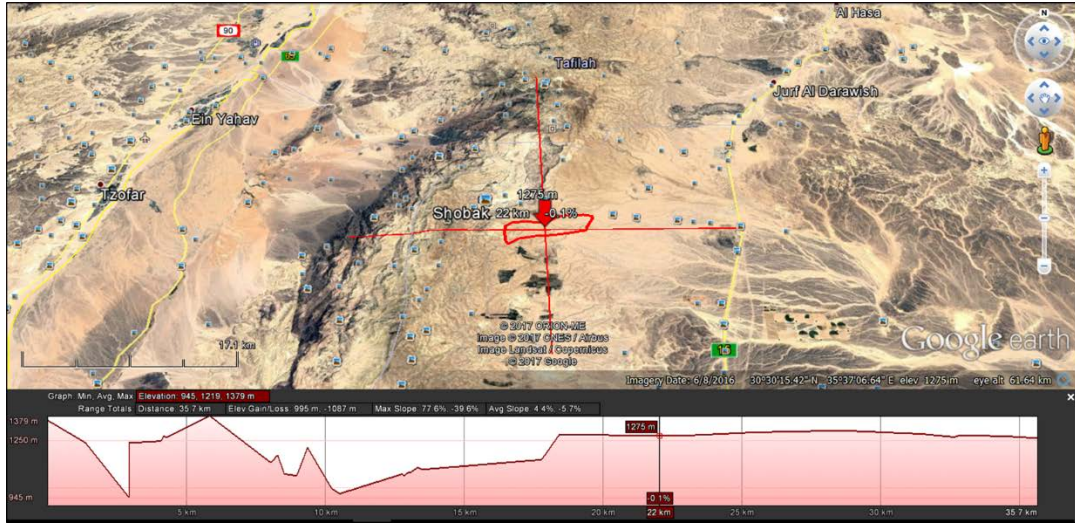 90
Al Hasa
N
Tafilah
Jurf Al Darawish
Ein Yahav
Tzofar
1275 m
Shobak 22 km -0.1%
© 2017 ORION-ME
Image © 2017 CNES / Airbus
Image Landsat / Copernicus
© 2017 Google
17.1 km
15
Google earth
Imagery Date: 6/8/2016 30°30'15.42" N 35°37'06.64" E elev 1275 m eye alt 61.64 km
Graph: Min, Avg, Max Elevation: 945, 1219, 1379 m
Range Totals: Distance: 35.7 km Elev Gain/Loss: 995 m, -1087 m Max Slope: 77.6%, -39.6% Avg Slope: 4.4%, -5.7%
1379 m
1275 m
1250 m
945 m
-0.1%
5 km 10 km 15 km 20 km 22 km 25 km 30 km 35.7 km